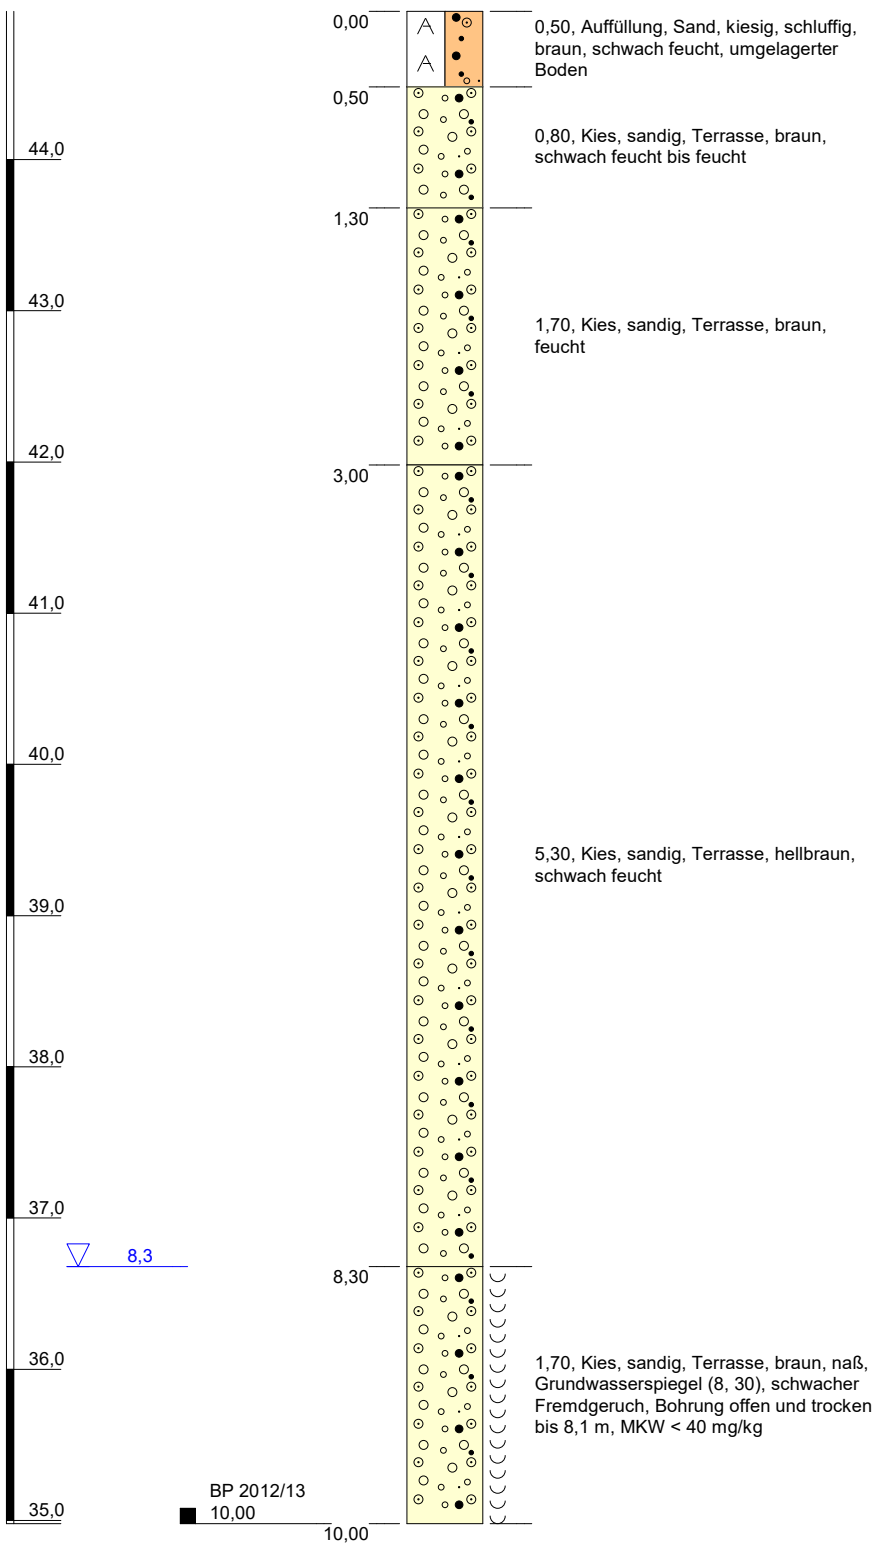 0,00
0,50, Auffüllung, Sand, kiesig, schluffig,
braun, schwach feucht, umgelagerter
Boden
0,50
44,0
0,80, Kies, sandig, Terrasse, braun,
schwach feucht bis feucht
1,30
43,0
1,70, Kies, sandig, Terrasse, braun,
feucht
42,0
3,00
41,0
40,0
5,30, Kies, sandig, Terrasse, hellbraun,
schwach feucht
39,0
38,0
37,0
8,3
8,30
36,0
1,70, Kies, sandig, Terrasse, braun, naß,
Grundwasserspiegel (8, 30), schwacher
Fremdgeruch, Bohrung offen und trocken
bis 8,1 m, MKW < 40 mg/kg
BP 2012/13
10,00
35,0
10,00